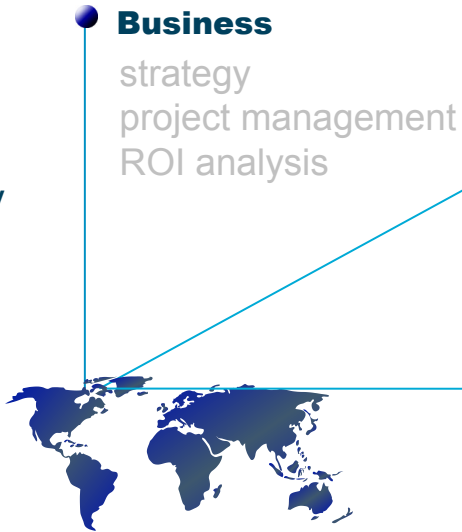 Business
strategy
project management
ROI analysis